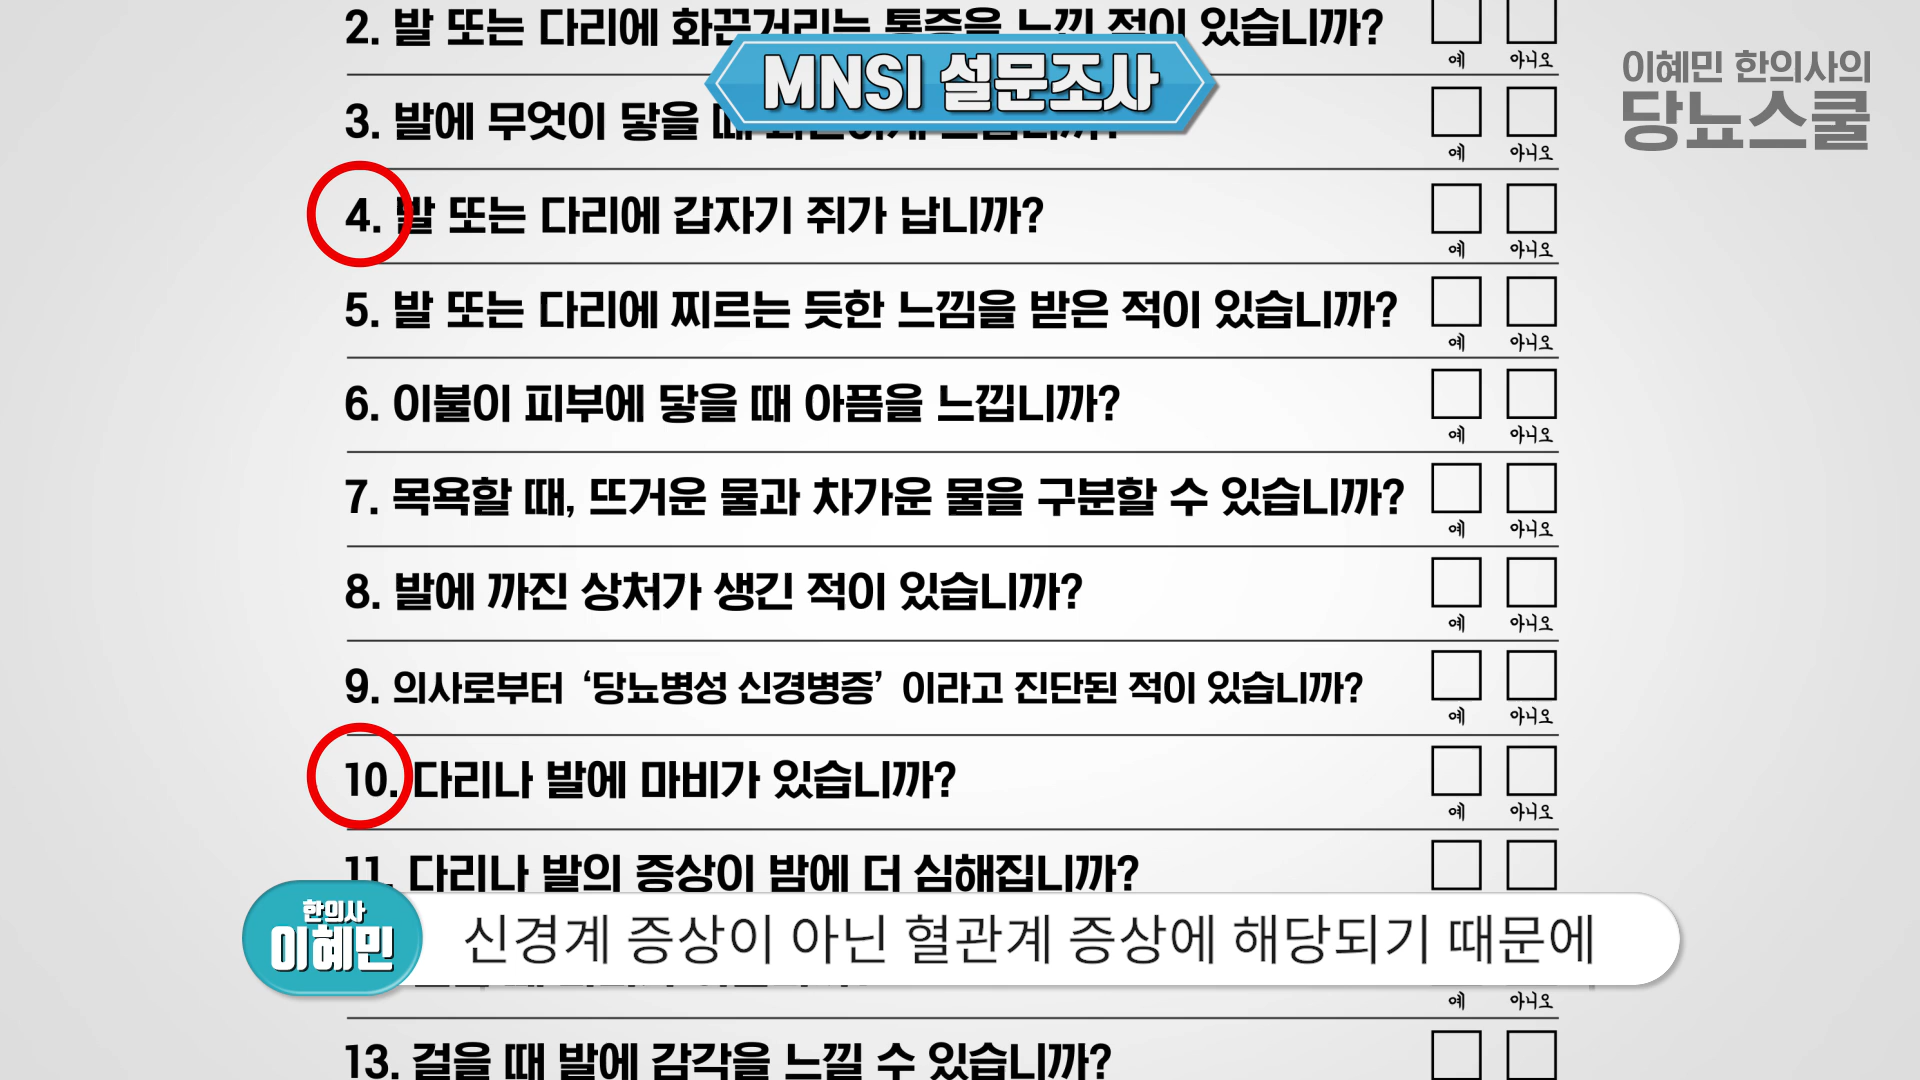 2. 발 또는 다리에 화끈거리는 통증을 느낀 적이 있습니까?
예 아니오
MNSI 설문조사
이혜민 한의사의
당뇨스쿨
3. 발에 무엇이 닿을 때
예 아니오
4. 발 또는 다리에 갑자기 쥐가 납니까?
예 아니오
5. 발 또는 다리에 찌르는 듯한 느낌을 받은 적이 있습니까?
예 아니오
6. 이불이 피부에 닿을 때 아픔을 느낍니까?
예 아니오
7. 목욕할 때, 뜨거운 물과 차가운 물을 구분할 수 있습니까?
예 아니오
8. 발에 까진 상처가 생긴 적이 있습니까?
예 아니오
9. 의사로부터 ‘당뇨병성 신경병증’ 이라고 진단된 적이 있습니까?
예 아니오
10. 다리나 발에 마비가 있습니까?
예 아니오
11. 다리나 발의 증상이 밤에 더 심해집니까?
한의사
이혜민
신경계 증상이 아닌 혈관계 증상에 해당되기 때문에
예 아니오
13. 걸을 때 발에 감각을 느낄 수 있습니까?